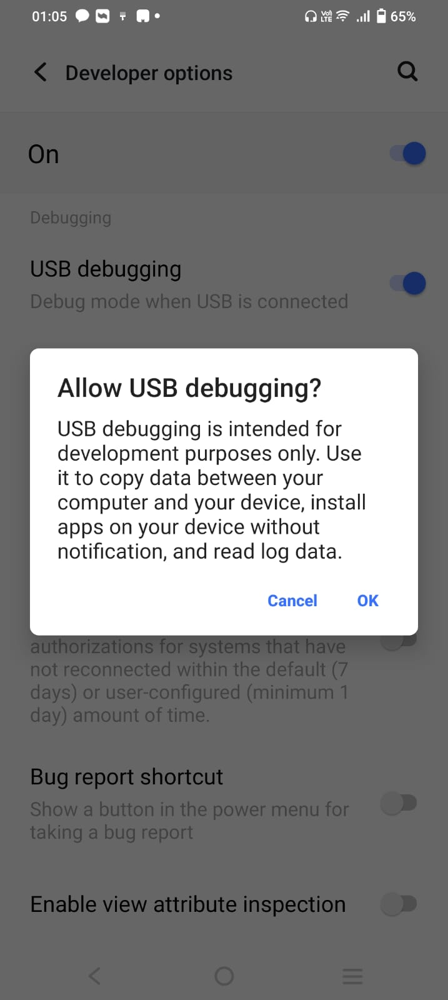 01:05
Vo)) LTE
65%
Developer options
On
Debugging
USB debugging
Debug mode when USB is connected
Allow USB debugging?
USB debugging is intended for
development purposes only. Use
it to copy data between your
computer and your device, install
apps on your device without
notification, and read log data.
Cancel OK
authorizations for systems that have
not reconnected within the default (7
days) or user-configured (minimum 1
day) amount of time.
Bug report shortcut
Show a button in the power menu for
taking a bug report
Enable view attribute inspection